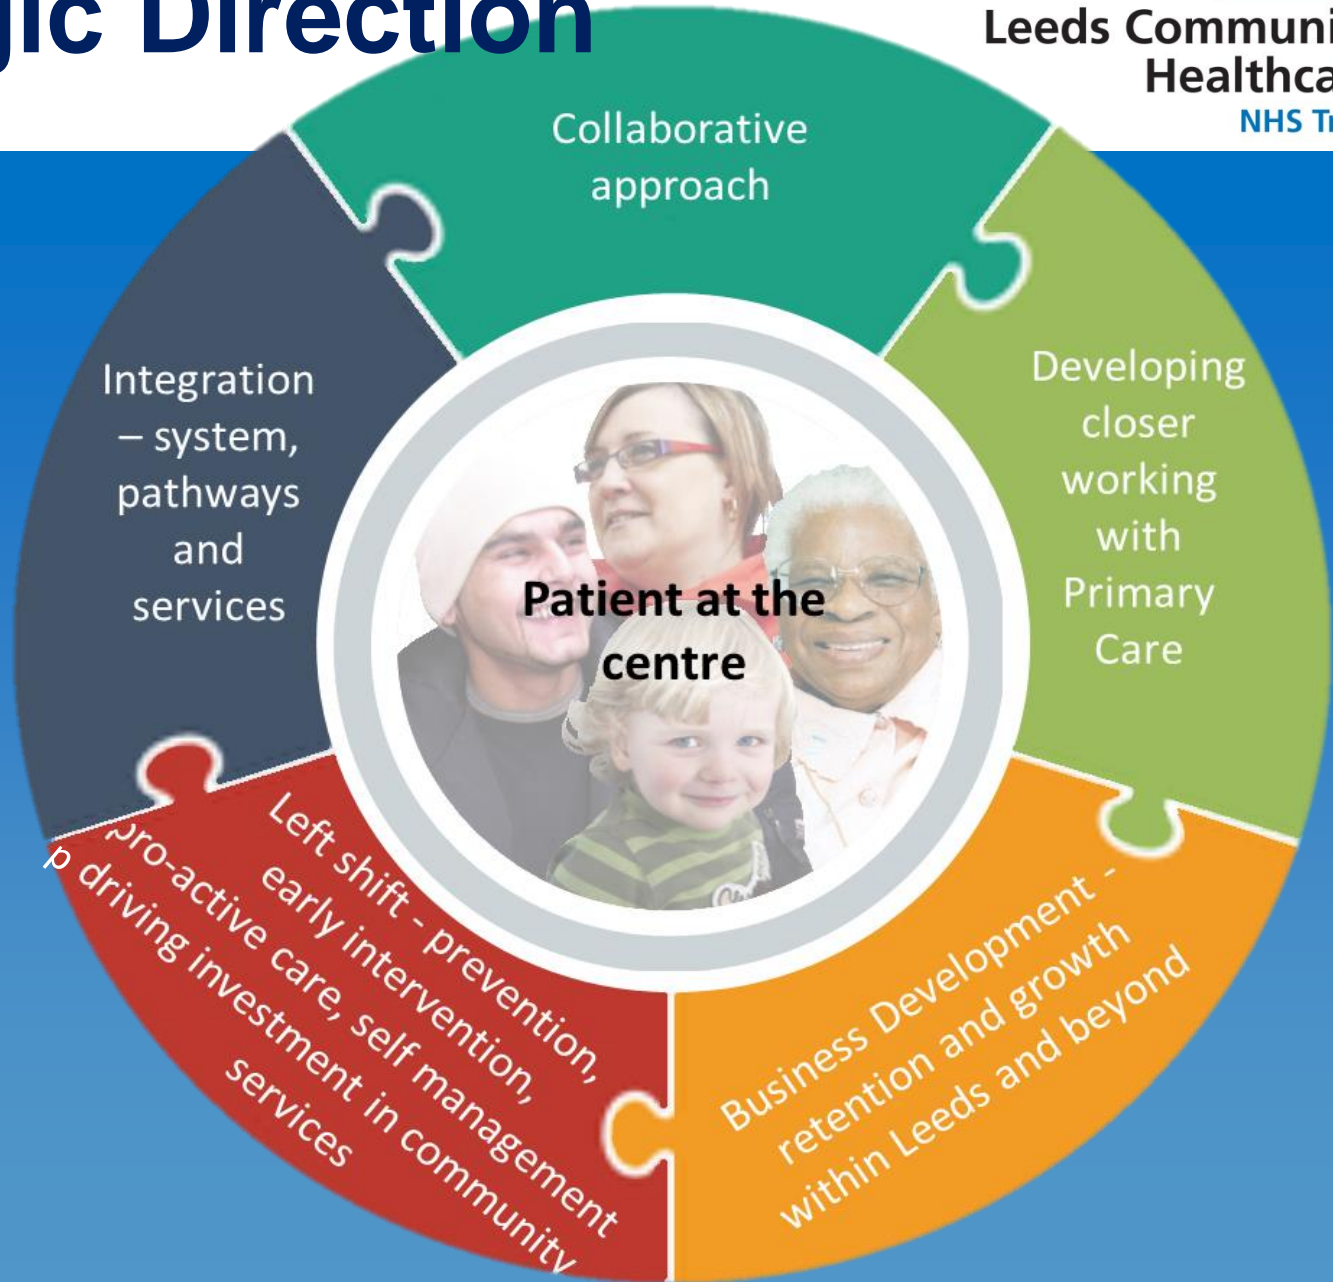 gic Direction
Leeds Communi
Healthca
NHS Tr
Collaborative
approach
Developing
closer
working
with
Primary
Care
Business Development -
retention and growth
within Leeds and beyond
Left shift - prevention,
early intervention,
pro-active care, self management
p driving investment in community
services
Integration
– system,
pathways
and
services
Patient at the
centre